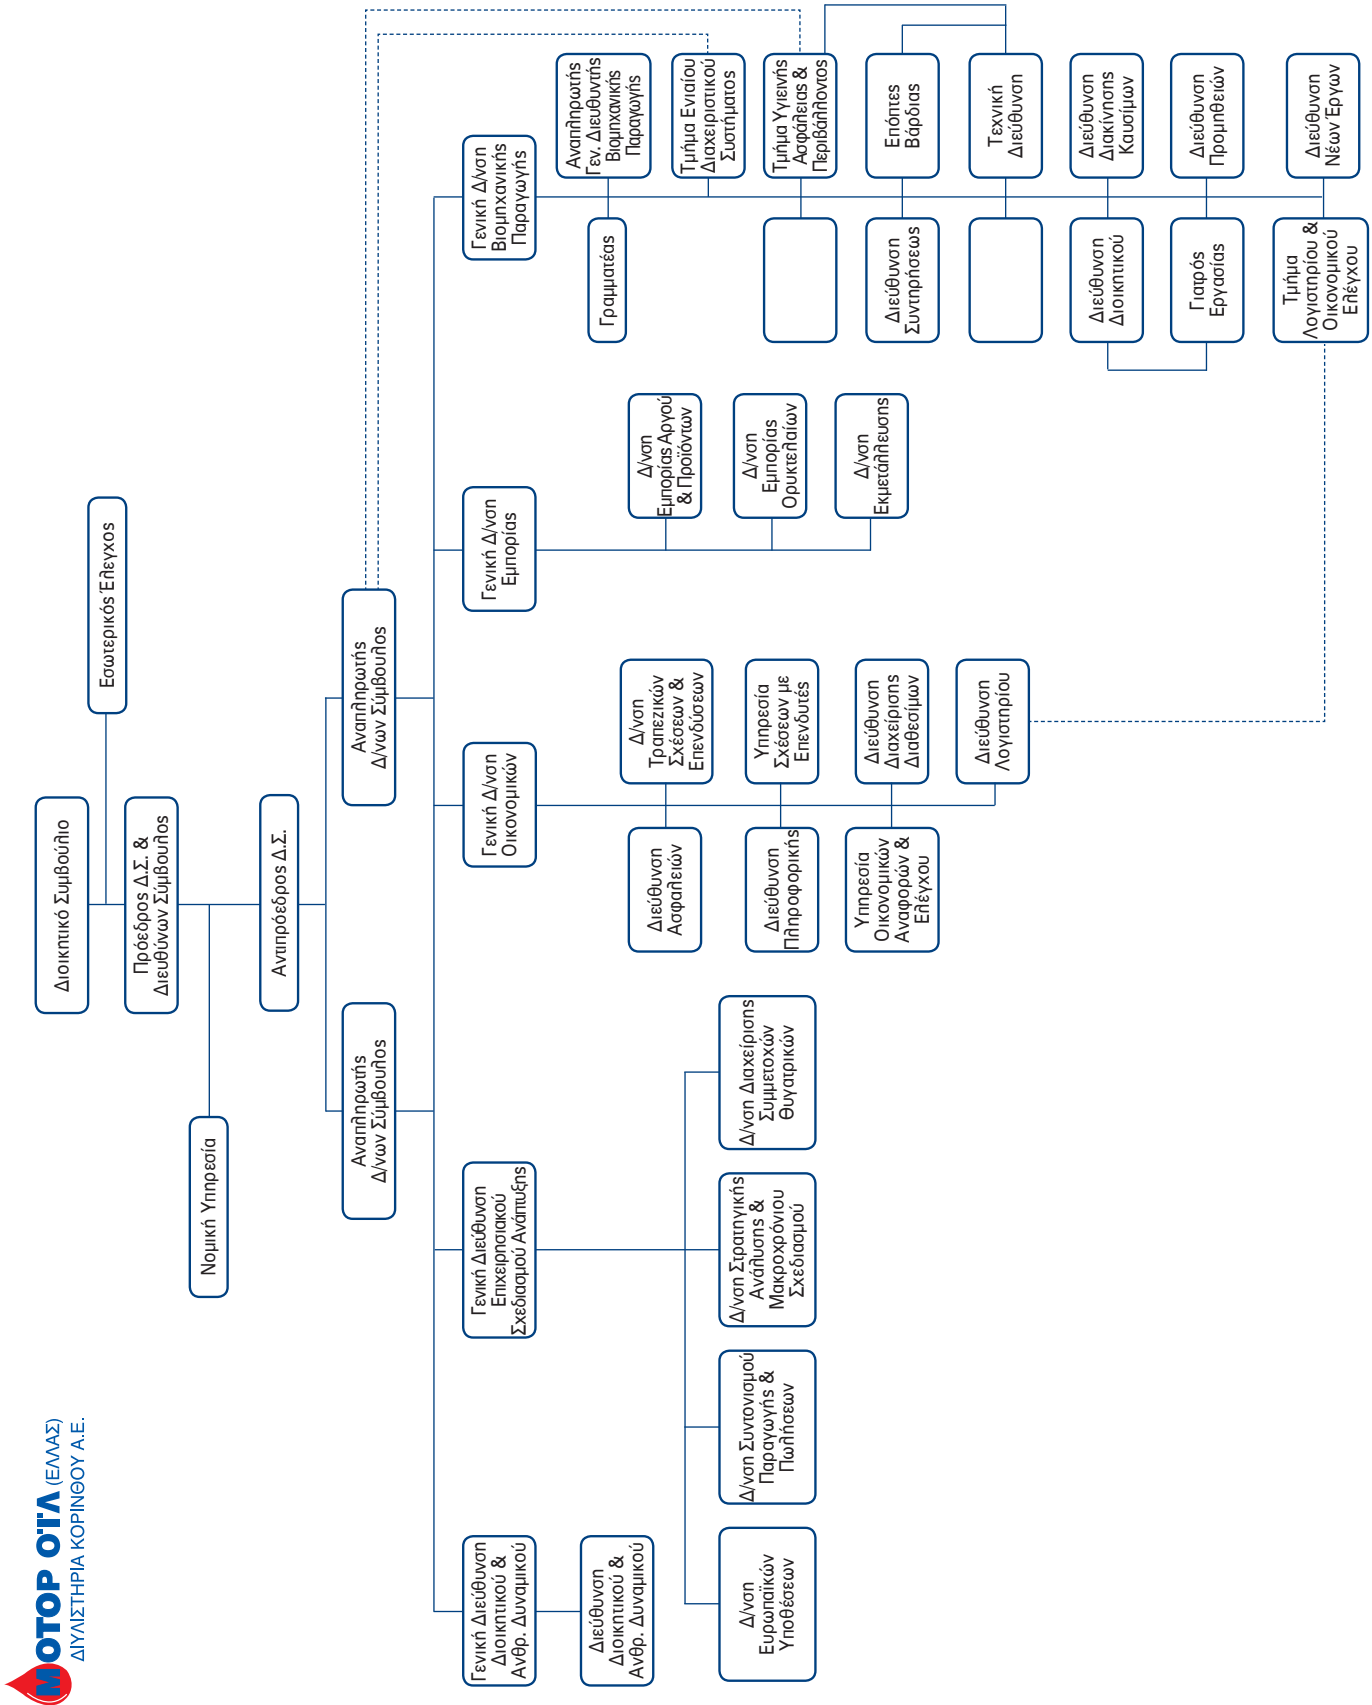 ΜΟΤΟΡ ΟΪΛ (ΕΛΛΑΣ)
ΔΙΥΛΙΣΤΗΡΙΑ ΚΟΡΙΝΘΟΥ Α.Ε.
Διοικητικό Συμβούλιο
Εσωτερικός Έλεγχος
Πρόεδρος Δ.Σ. &
Διευθύνων Σύμβουλος
Νομική Υπηρεσία
Αντιπρόεδρος Δ.Σ.
Αναπληρωτής
Δ/νων Σύμβουλος
Αναπληρωτής
Δ/νων Σύμβουλος
Γενική Διεύθυνση
Διοικητικού &
Ανθρ. Δυναμικού
Γενική Διεύθυνση
Επιχειρησιακού
Σχεδιασμού Ανάπτυξης
Γενική Δ/νση
Οικονομικών
Γενική Δ/νση
Εμπορίας
Γενική Δ/νση
Βιομηχανικής
Παραγωγής
Διεύθυνση
Διοικητικού &
Ανθρ. Δυναμικού
Δ/νση
Ευρωπαϊκών
Υποθέσεων
Δ/νση Συντονισμού
Παραγωγής &
Πωλήσεων
Δ/νση Στρατηγικής
Ανάλυσης &
Μακροχρόνιου
Σχεδιασμού
Δ/νση Διαχείρισης
Συμμετοχών
Θυγατρικών
Διεύθυνση
Ασφαλειών
Δ/νση
Τραπεζικών
Σχέσεων &
Επενδύσεων
Διεύθυνση
Πληροφορικής
Υπηρεσία
Σχέσεων με
Επενδυτές
Υπηρεσία
Οικονομικών
Αναφορών &
Ελέγχου
Διεύθυνση
Διαχείρισης
Διαθεσίμων
Διεύθυνση
Λογιστηρίου
Δ/νση
Εμπορίας Αργού
& Προϊόντων
Δ/νση
Εμπορίας
Ορυκτελαίων
Δ/νση
Εκμετάλλευσης
Γραμματέας
Αναπληρωτής
Γεν. Διευθυντής
Βιομηχανικής
Παραγωγής
Τμήμα Ενιαίου
Διαχειριστικού
Συστήματος
Τμήμα Υγιεινής
Ασφάλειας &
Περιβάλλοντος
Διεύθυνση
Συντηρήσεως
Επόπτες
Βάρδιας
Τεχνική
Διεύθυνση
Διεύθυνση
Διοικητικού
Διεύθυνση
Διακίνησης
Καυσίμων
Γιατρός
Εργασίας
Διεύθυνση
Προμηθειών
Τμήμα
Λογιστηρίου &
Οικονομικού
Ελέγχου
Διεύθυνση
Νέων Έργων